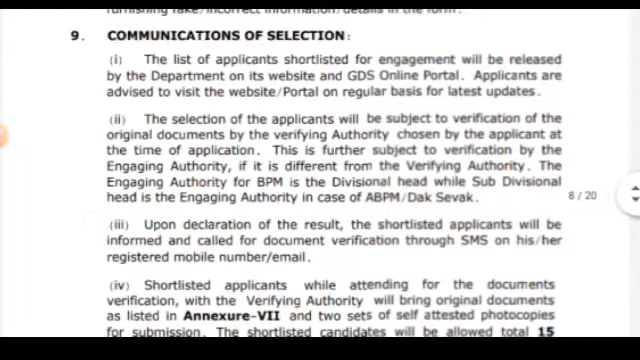 furnishing fake/incorrect information/details in the form.
9. COMMUNICATIONS OF SELECTION:
(i) The list of applicants shortlisted for engagement will be released
by the Department on its website and GDS Online Portal. Applicants are
advised to visit the website/Portal on regular basis for latest updates.
(ii) The selection of the applicants will be subject to verification of the
original documents by the verifying Authority chosen by the applicant at
the time of application. This is further subject to verification by the
Engaging Authority, if it is different from the Verifying Authority. The
Engaging Authority for BPM is the Divisional head while Sub Divisional
head is the Engaging Authority in case of ABPM/Dak Sevak.
8 / 20
(iii) Upon declaration of the result, the shortlisted applicants will be
informed and called for document verification through SMS on his/her
registered mobile number/email.
(iv) Shortlisted applicants while attending for the documents
verification, with the Verifying Authority will bring original documents
as listed in Annexure-VII and two sets of self attested photocopies
for submission. The shortlisted candidates will be allowed total 15